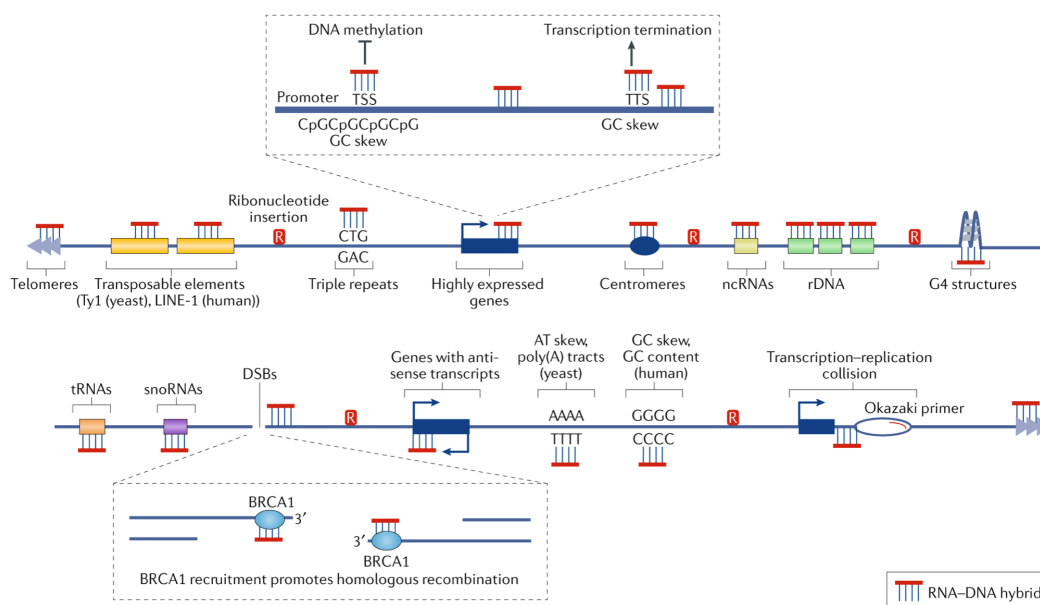 DNA methylation
Transcription termination
Promoter
TSS
TTS
CpGCpGCpGCpG
GC skew
GC skew
Ribonucleotide
insertion
R
CTG
GAC
R
R
Telomeres
Transposable elements
(Ty1 (yeast), LINE-1 (human))
Triple repeats
Highly expressed
genes
Centromeres
ncRNAs
rDNA
G4 structures
tRNAs
snoRNAs
DSBs
R
Genes with anti-
sense transcripts
AT skew,
poly(A) tracts
(yeast)
AAAA
TTTT
GC skew,
GC content
(human)
GGGG
CCCC
R
Transcription–replication
collision
Okazaki primer
BRCA1
3′
3′
BRCA1
BRCA1 recruitment promotes homologous recombination
RNA–DNA hybrid